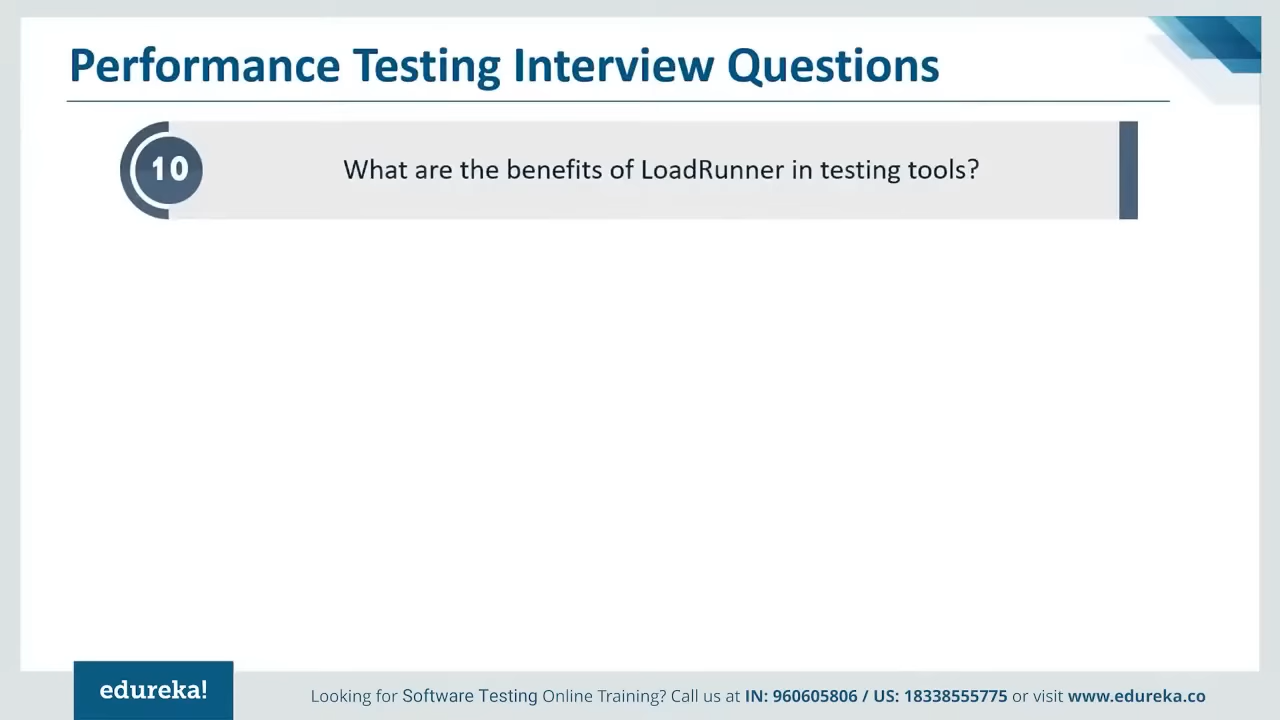 Performance Testing Interview Questions
10
What are the benefits of LoadRunner in testing tools?
edureka!
Looking for Software Testing Online Training? Call us at IN: 960605806 / US: 18338555775 or visit www.edureka.co